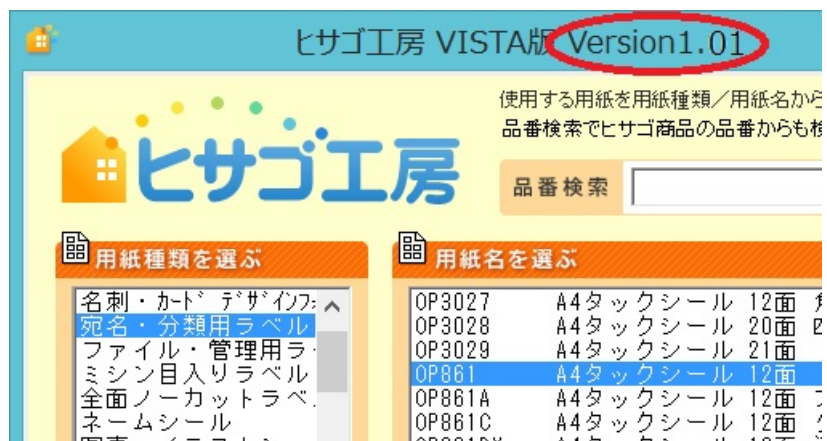 ヒサゴ工房 VISTA版 Version1.01
使用する用紙を用紙種類／用紙名から
品番検索でヒサゴ商品の品番からも検
ヒサゴ工房
品番検索
用紙種類を選ぶ
用紙名を選ぶ
名刺・カード デザインフォ
宛名・分類用ラベル
ファイル・管理用ラ
ミシン目入りラベル
全面ノーカットラベ
ネームシール
OP3027 A4タックシール 12面 角
OP3028 A4タックシール 20面
OP3029 A4タックシール 21面
OP861 A4タックシール 12面
OP861A A4タックシール 12面
OP861C A4タックシール 12面